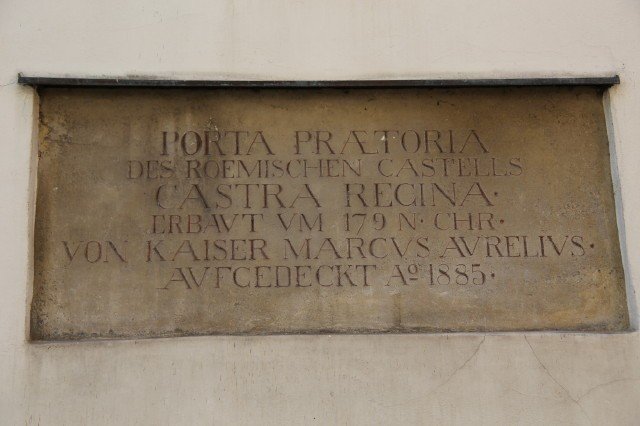 PORTA PRÆTORIA
DES ROEMISCHEN CASTELLS
CASTRA REGINA·
ERBAVT VM 179 N· CHR·
VON KAISER MARCVS AVRELIVS·
AVFGEDECKT Aº 1885·